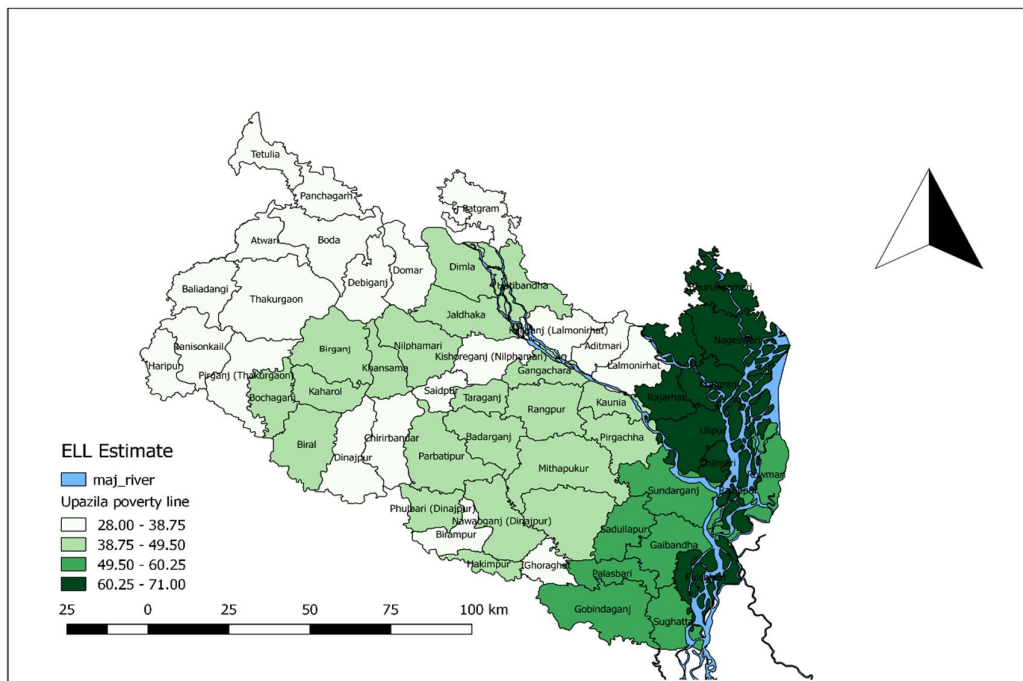 Tetulia
Panchagarh
Patgram
Atwari
Boda
Domar
Dimla
Debiganj
Hatibandha
Baliadangi
Thakurgaon
Jaldhaka
Nageswari
(Lalmonirhat)
Aditmari
Ranisonkail
Birganj
Nilphamari
Kishoreganj (Nilphamari)
Haripur
Pirganj (Thakurgaon)
Khansama
Gangachara
Lalmonirhat
Bochaganj
Kaharol
Saidpur
Taraganj
Rangpur
Kaunia
Rajarhat
Biral
Chirirbandar
Badarganj
Pirgachha
Ulipur
Dinajpur
Parbatipur
Mithapukur
Chilmari
Sundarganj
Phulbari (Dinajpur)
Nawabganj (Dinajpur)
Sadullapur
Birampur
Gaibandha
Hakimpur
Ghoraghat
Palasbari
Gobindaganj
Sughatta
ELL Estimate
maj_river
Upazila poverty line
28.00 - 38.75
38.75 - 49.50
49.50 - 60.25
60.25 - 71.00
25 0 25 50 75 100 km